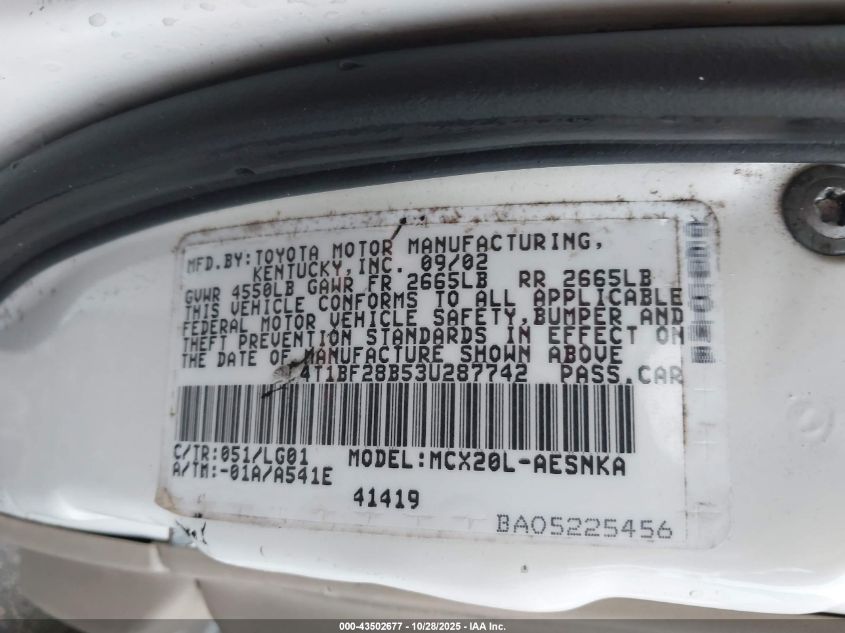 MFD.BY:TOYOTA MOTOR MANUFACTURING,
KENTUCKY,INC. 09/02
GVWR 4550LB GAWR FR 2665LB RR 2665LB
THIS VEHICLE CONFORMS TO ALL APPLICABLE
FEDERAL MOTOR VEHICLE SAFETY,BUMPER AND
THEFT PREVENTION STANDARDS IN EFFECT ON
THE DATE OF MANUFACTURE SHOWN ABOVE
4T1BF28B53U287742 PASS.CAR
C/TR:051/LG01 MODEL:MCX20L-AESNKA
A/TM:-01A/A541E
41419
BA05225456
000-43502677 - 10/28/2025 - IAA Inc.